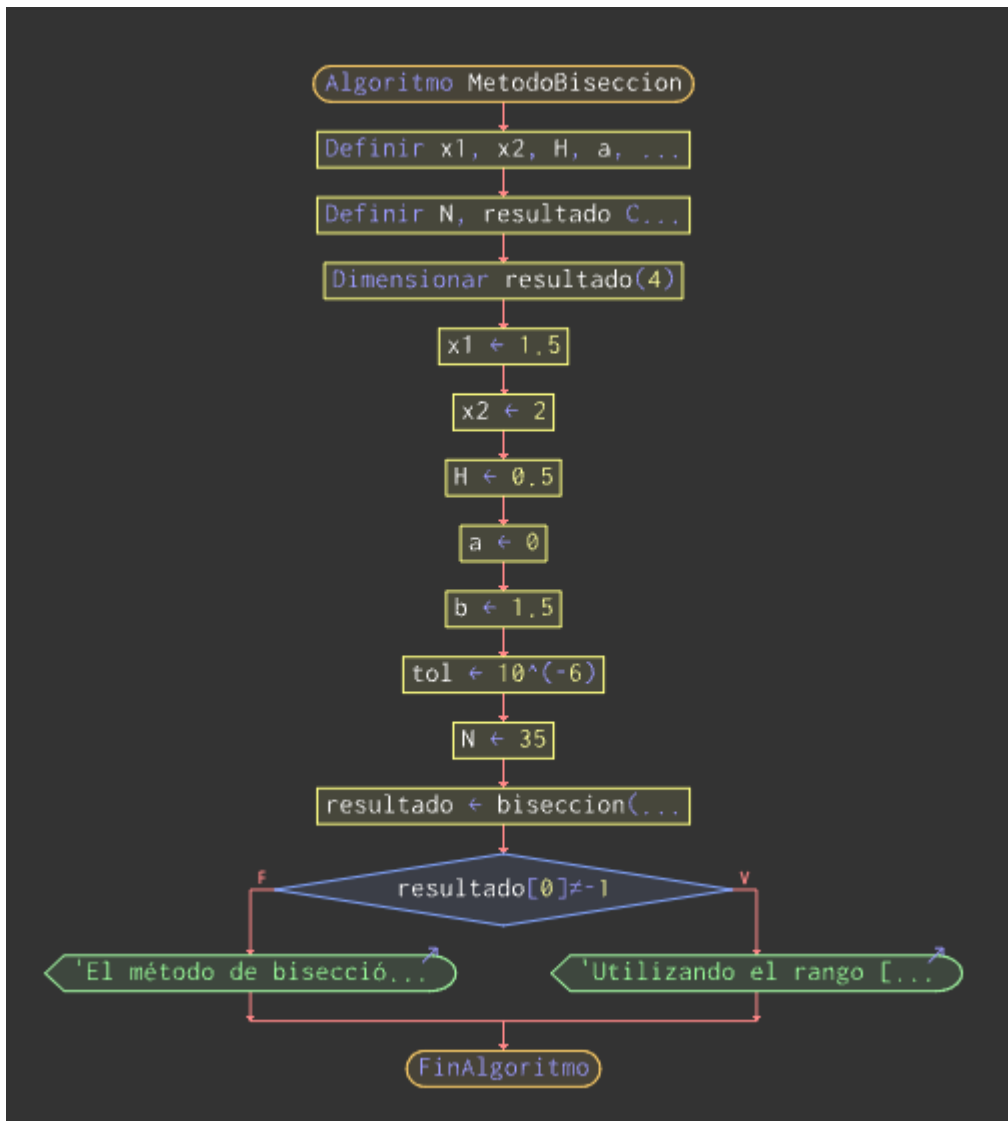 Algoritmo MetodoBiseccion
Definir x1, x2, H, a, ...
Definir N, resultado C...
Dimensionar resultado(4)
x1 ← 1.5
x2 ← 2
H ← 0.5
a ← 0
b ← 1.5
tol ← 10^(-6)
N ← 35
resultado ← biseccion(...
resultado[0]≠-1
F
V
'El método de bisecció...
'Utilizando el rango [...
FinAlgoritmo